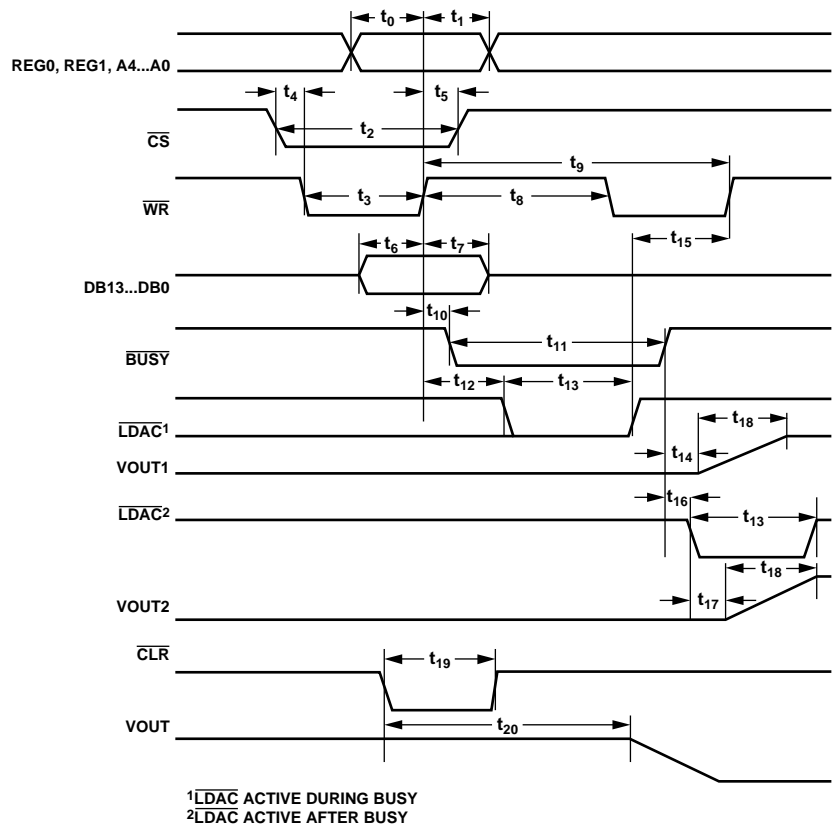 t0 t1
REG0, REG1, A4...A0
t4 t5
t2
CS
t9
WR t3 t8
t15
t6 t7
DB13...DB0
t10
t11
BUSY
t12 t13
t18
LDAC1
t14
VOUT1
t16
LDAC2 t13
t18
VOUT2 t17
CLR
t19
VOUT t20
1LDAC ACTIVE DURING BUSY
2LDAC ACTIVE AFTER BUSY